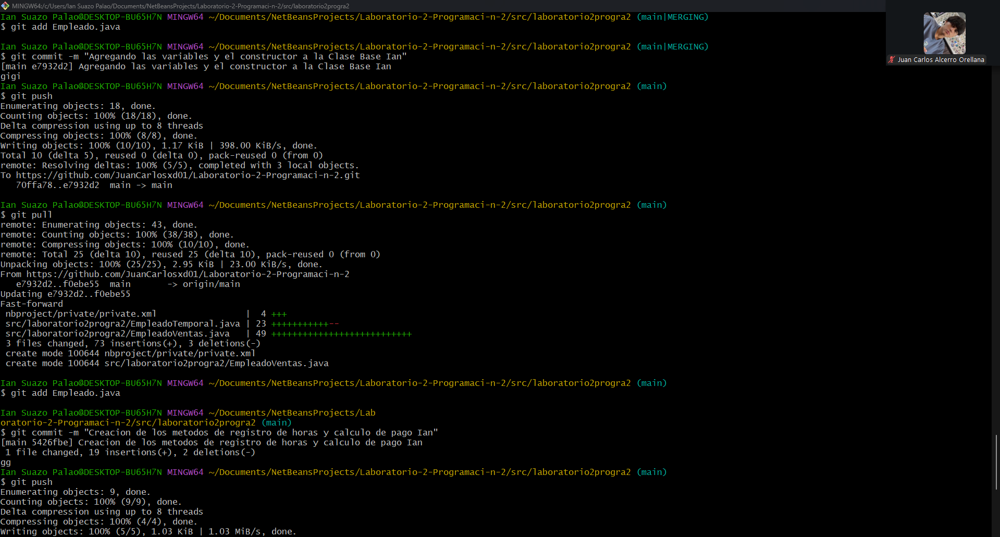 MINGW64:/c/Users/Ian Suazo Palao/Documents/NetBeansProjects/Laboratorio-2-Programaci-n-2/src/laboratorio2progra2
Ian Suazo Palao@DESKTOP-BU65H7N MINGW64 ~/Documents/NetBeansProjects/Laboratorio-2-Programaci-n-2/src/laboratorio2progra2 (main|MERGING)
$ git add Empleado.java
Ian Suazo Palao@DESKTOP-BU65H7N MINGW64 ~/Documents/NetBeansProjects/Laboratorio-2-Programaci-n-2/src/laboratorio2progra2 (main|MERGING)
$ git commit -m "Agregando las variables y el constructor a la Clase Base Ian"
[main e7932d2] Agregando las variables y el constructor a la Clase Base Ian
gigi
Ian Suazo Palao@DESKTOP-BU65H7N MINGW64 ~/Documents/NetBeansProjects/Laboratorio-2-Programaci-n-2/src/laboratorio2progra2 (main)
$ git push
Enumerating objects: 18, done.
Counting objects: 100% (18/18), done.
Delta compression using up to 8 threads
Compressing objects: 100% (8/8), done.
Writing objects: 100% (10/10), 1.17 KiB | 398.00 KiB/s, done.
Total 10 (delta 5), reused 0 (delta 0), pack-reused 0 (from 0)
remote: Resolving deltas: 100% (5/5), completed with 3 local objects.
To https://github.com/JuanCarlosxd01/Laboratorio-2-Programaci-n-2.git
   70ffa78..e7932d2  main -> main
Ian Suazo Palao@DESKTOP-BU65H7N MINGW64 ~/Documents/NetBeansProjects/Laboratorio-2-Programaci-n-2/src/laboratorio2progra2 (main)
$ git pull
remote: Enumerating objects: 43, done.
remote: Counting objects: 100% (38/38), done.
remote: Compressing objects: 100% (10/10), done.
remote: Total 25 (delta 10), reused 25 (delta 10), pack-reused 0 (from 0)
Unpacking objects: 100% (25/25), 2.95 KiB | 23.00 KiB/s, done.
From https://github.com/JuanCarlosxd01/Laboratorio-2-Programaci-n-2
   e7932d2..f0ebe55  main       -> origin/main
Updating e7932d2..f0ebe55
Fast-forward
 nbproject/private/private.xml                 |  4 +++
 src/laboratorio2progra2/EmpleadoTemporal.java | 23 +++++++++++--
 src/laboratorio2progra2/EmpleadoVentas.java   | 49 +++++++++++++++++++++++++++
 3 files changed, 73 insertions(+), 3 deletions(-)
 create mode 100644 nbproject/private/private.xml
 create mode 100644 src/laboratorio2progra2/EmpleadoVentas.java
Ian Suazo Palao@DESKTOP-BU65H7N MINGW64 ~/Documents/NetBeansProjects/Laboratorio-2-Programaci-n-2/src/laboratorio2progra2 (main)
$ git add Empleado.java
Ian Suazo Palao@DESKTOP-BU65H7N MINGW64 ~/Documents/NetBeansProjects/Lab
oratorio-2-Programaci-n-2/src/laboratorio2progra2 (main)
$ git commit -m "Creacion de los metodos de registro de horas y calculo de pago Ian"
[main 5426fbe] Creacion de los metodos de registro de horas y calculo de pago Ian
 1 file changed, 19 insertions(+), 2 deletions(-)
gg
Ian Suazo Palao@DESKTOP-BU65H7N MINGW64 ~/Documents/NetBeansProjects/Laboratorio-2-Programaci-n-2/src/laboratorio2progra2 (main)
$ git push
Enumerating objects: 9, done.
Counting objects: 100% (9/9), done.
Delta compression using up to 8 threads
Compressing objects: 100% (4/4), done.
Writing objects: 100% (5/5), 1.03 KiB | 1.03 MiB/s, done.
Juan Carlos Alcerro Orellana